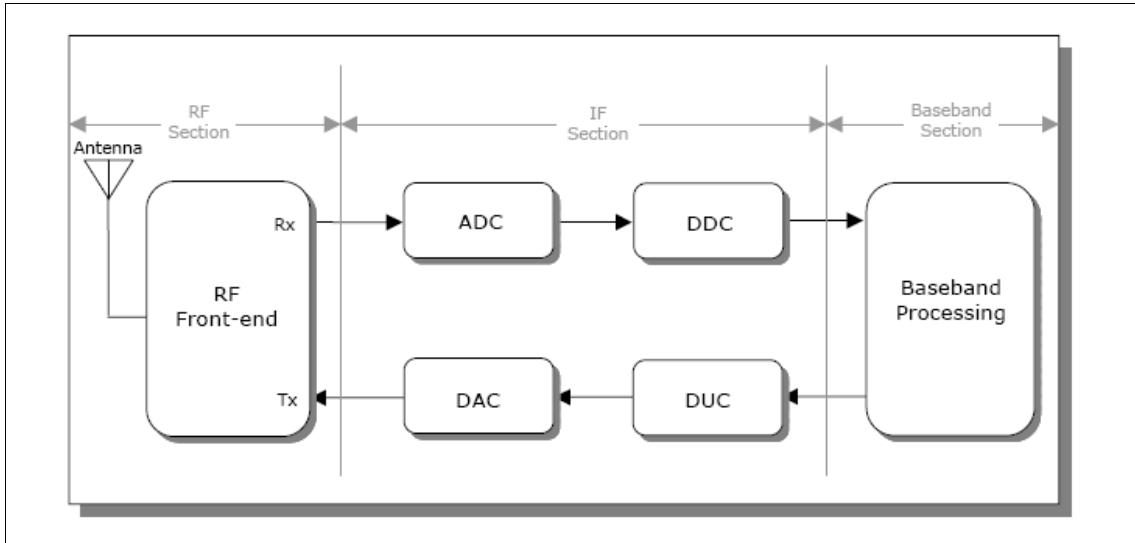 RF
Section
IF
Section
Baseband
Section
Antenna
Rx
ADC
DDC
RF
Front-end
Baseband
Processing
Tx
DAC
DUC